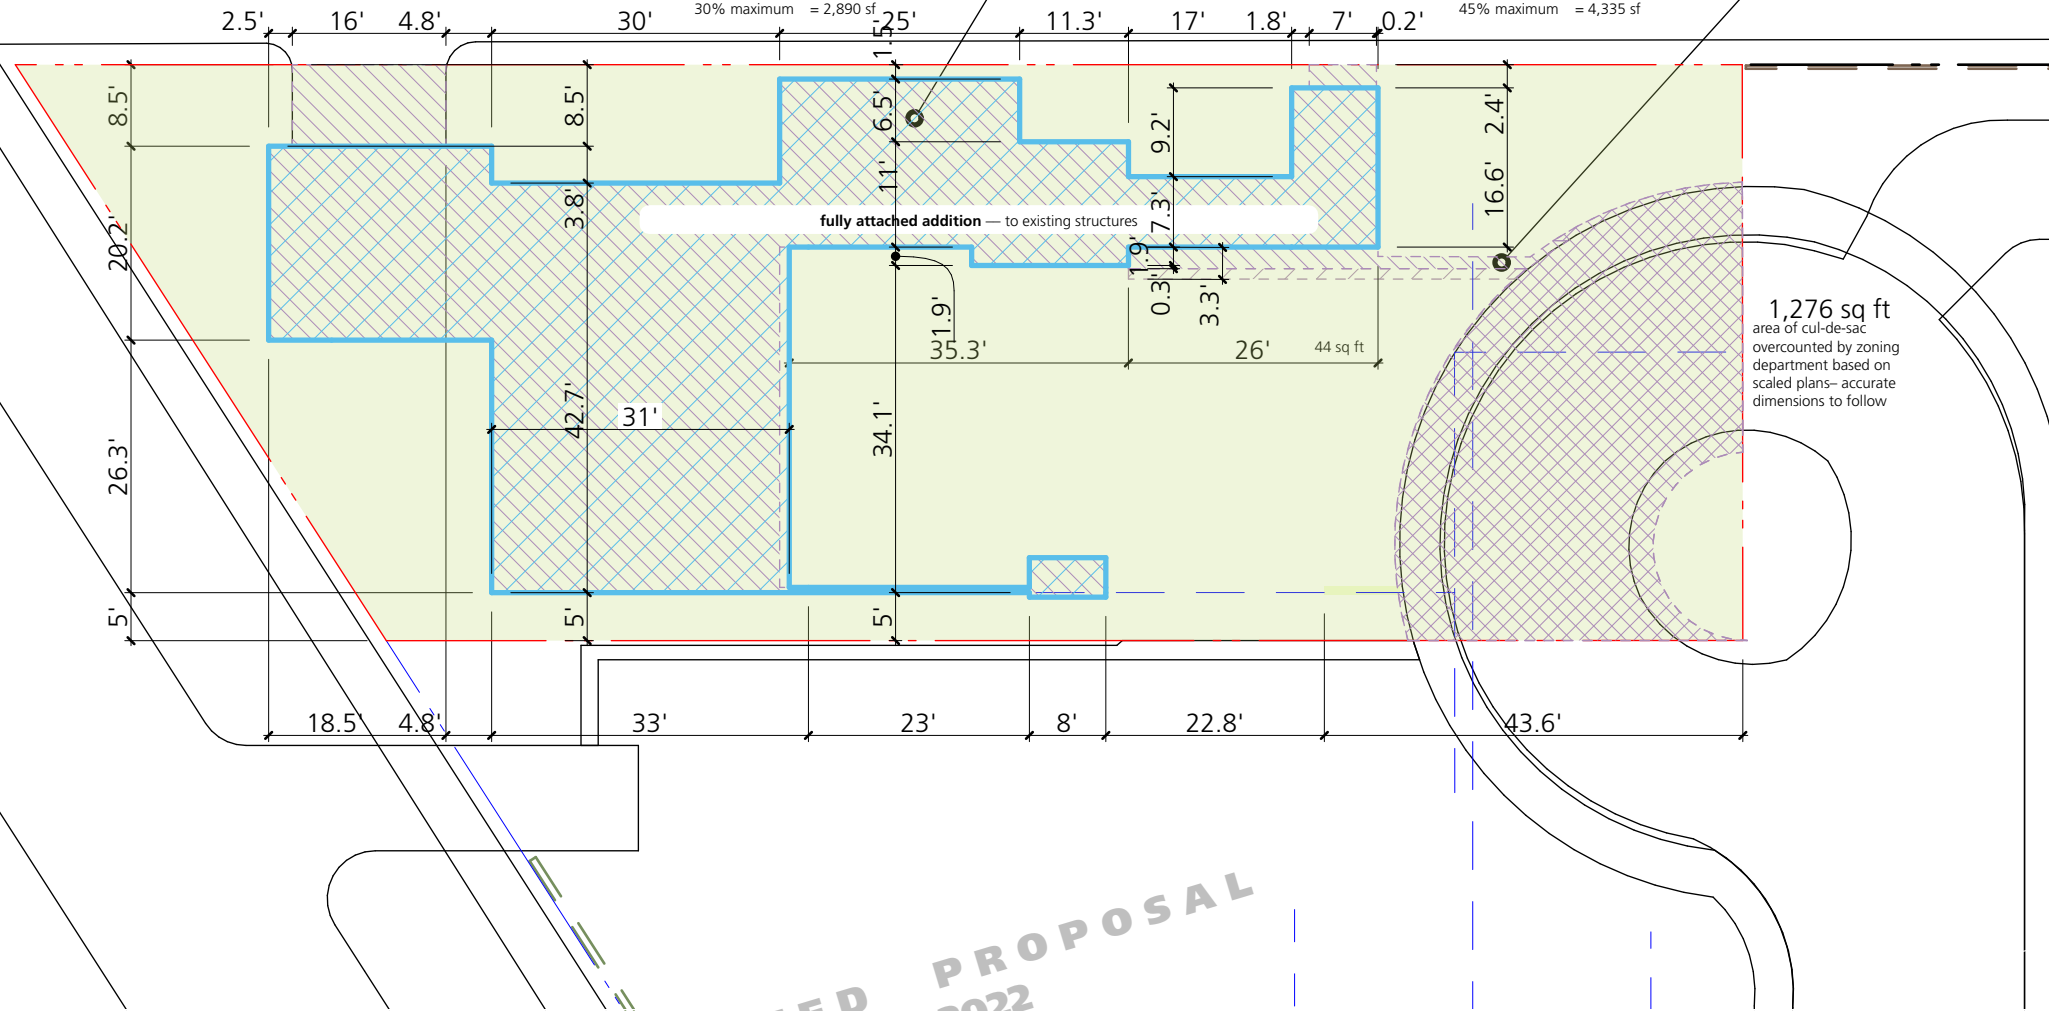 30% maximum = 2,890 sf
45% maximum = 4,335 sf
2.5' 16' 4.8' 30' 25' 11.3' 17' 1.8' 7' 0.2'
1.5'
8.5'
8.5'
6.5'
9.2'
2.4'
11'
3.8'
7.3'
16.6'
fully attached addition — to existing structures
20.2'
1.9'
0.3'
3.3'
1.9'
35.3'
26'
44 sq ft
1,276 sq ft
area of cul-de-sac
overcounted by zoning
department based on
scaled plans– accurate
dimensions to follow
31'
42.7'
34.1'
26.3'
5'
5'
5'
18.5' 4.8' 33' 23' 8' 22.8' 43.6'
PROPOSAL
2022